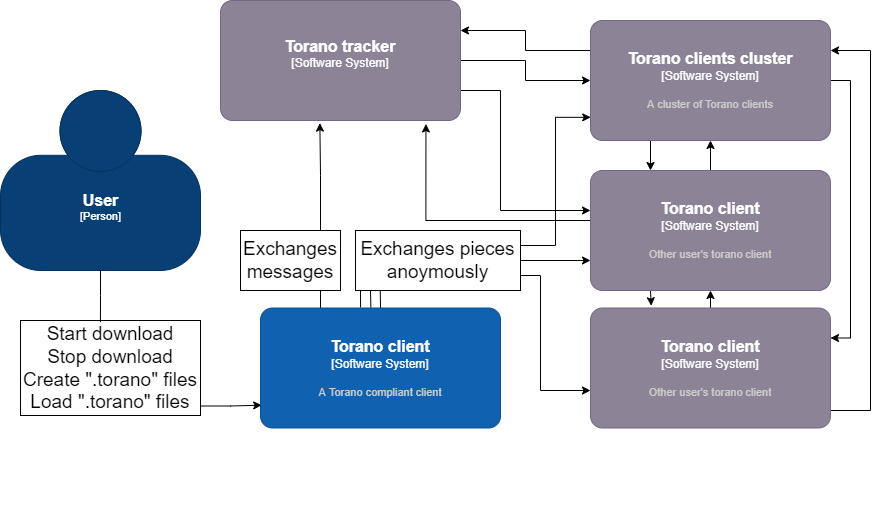 Torano tracker
[Software System]
Torano clients cluster
[Software System]
A cluster of Torano clients
User
[Person]
Torano client
[Software System]
Other user's torano client
Exchanges
messages
Exchanges pieces
anoymously
Start download
Stop download
Create ".torano" files
Load ".torano" files
Torano client
[Software System]
A Torano compliant client
Torano client
[Software System]
Other user's torano client